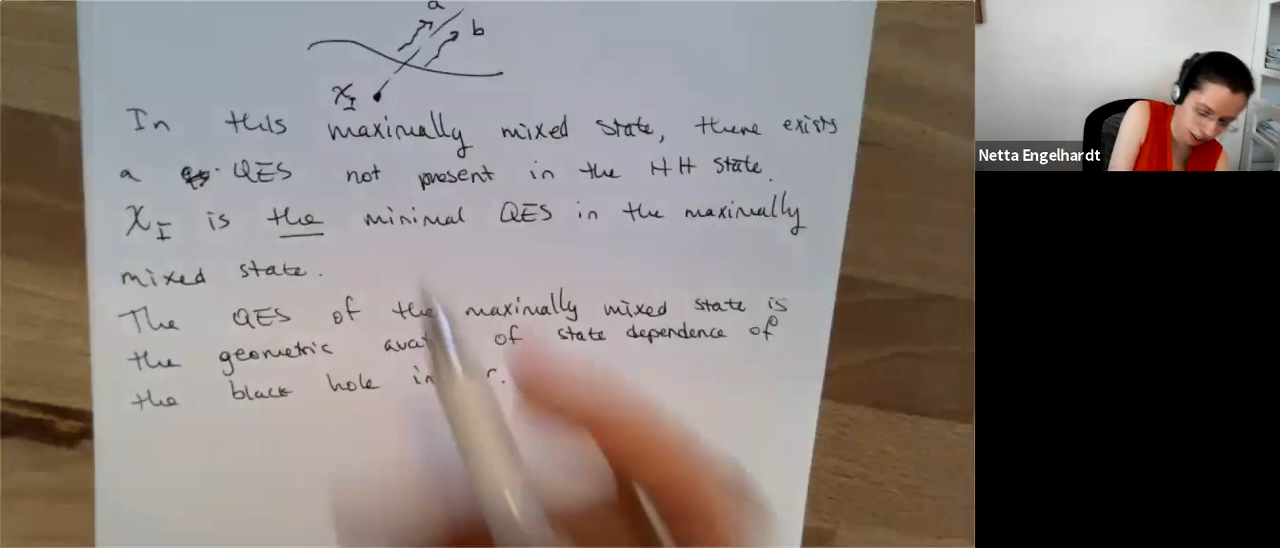 a
b
χ_I
In this maximally mixed state, there exists
a QES not present in the HH state.
χ_I is the minimal QES in the maximally
mixed state.
The QES of the maximally mixed state is
the geometric of state dependence of
the black hole
Netta Engelhardt